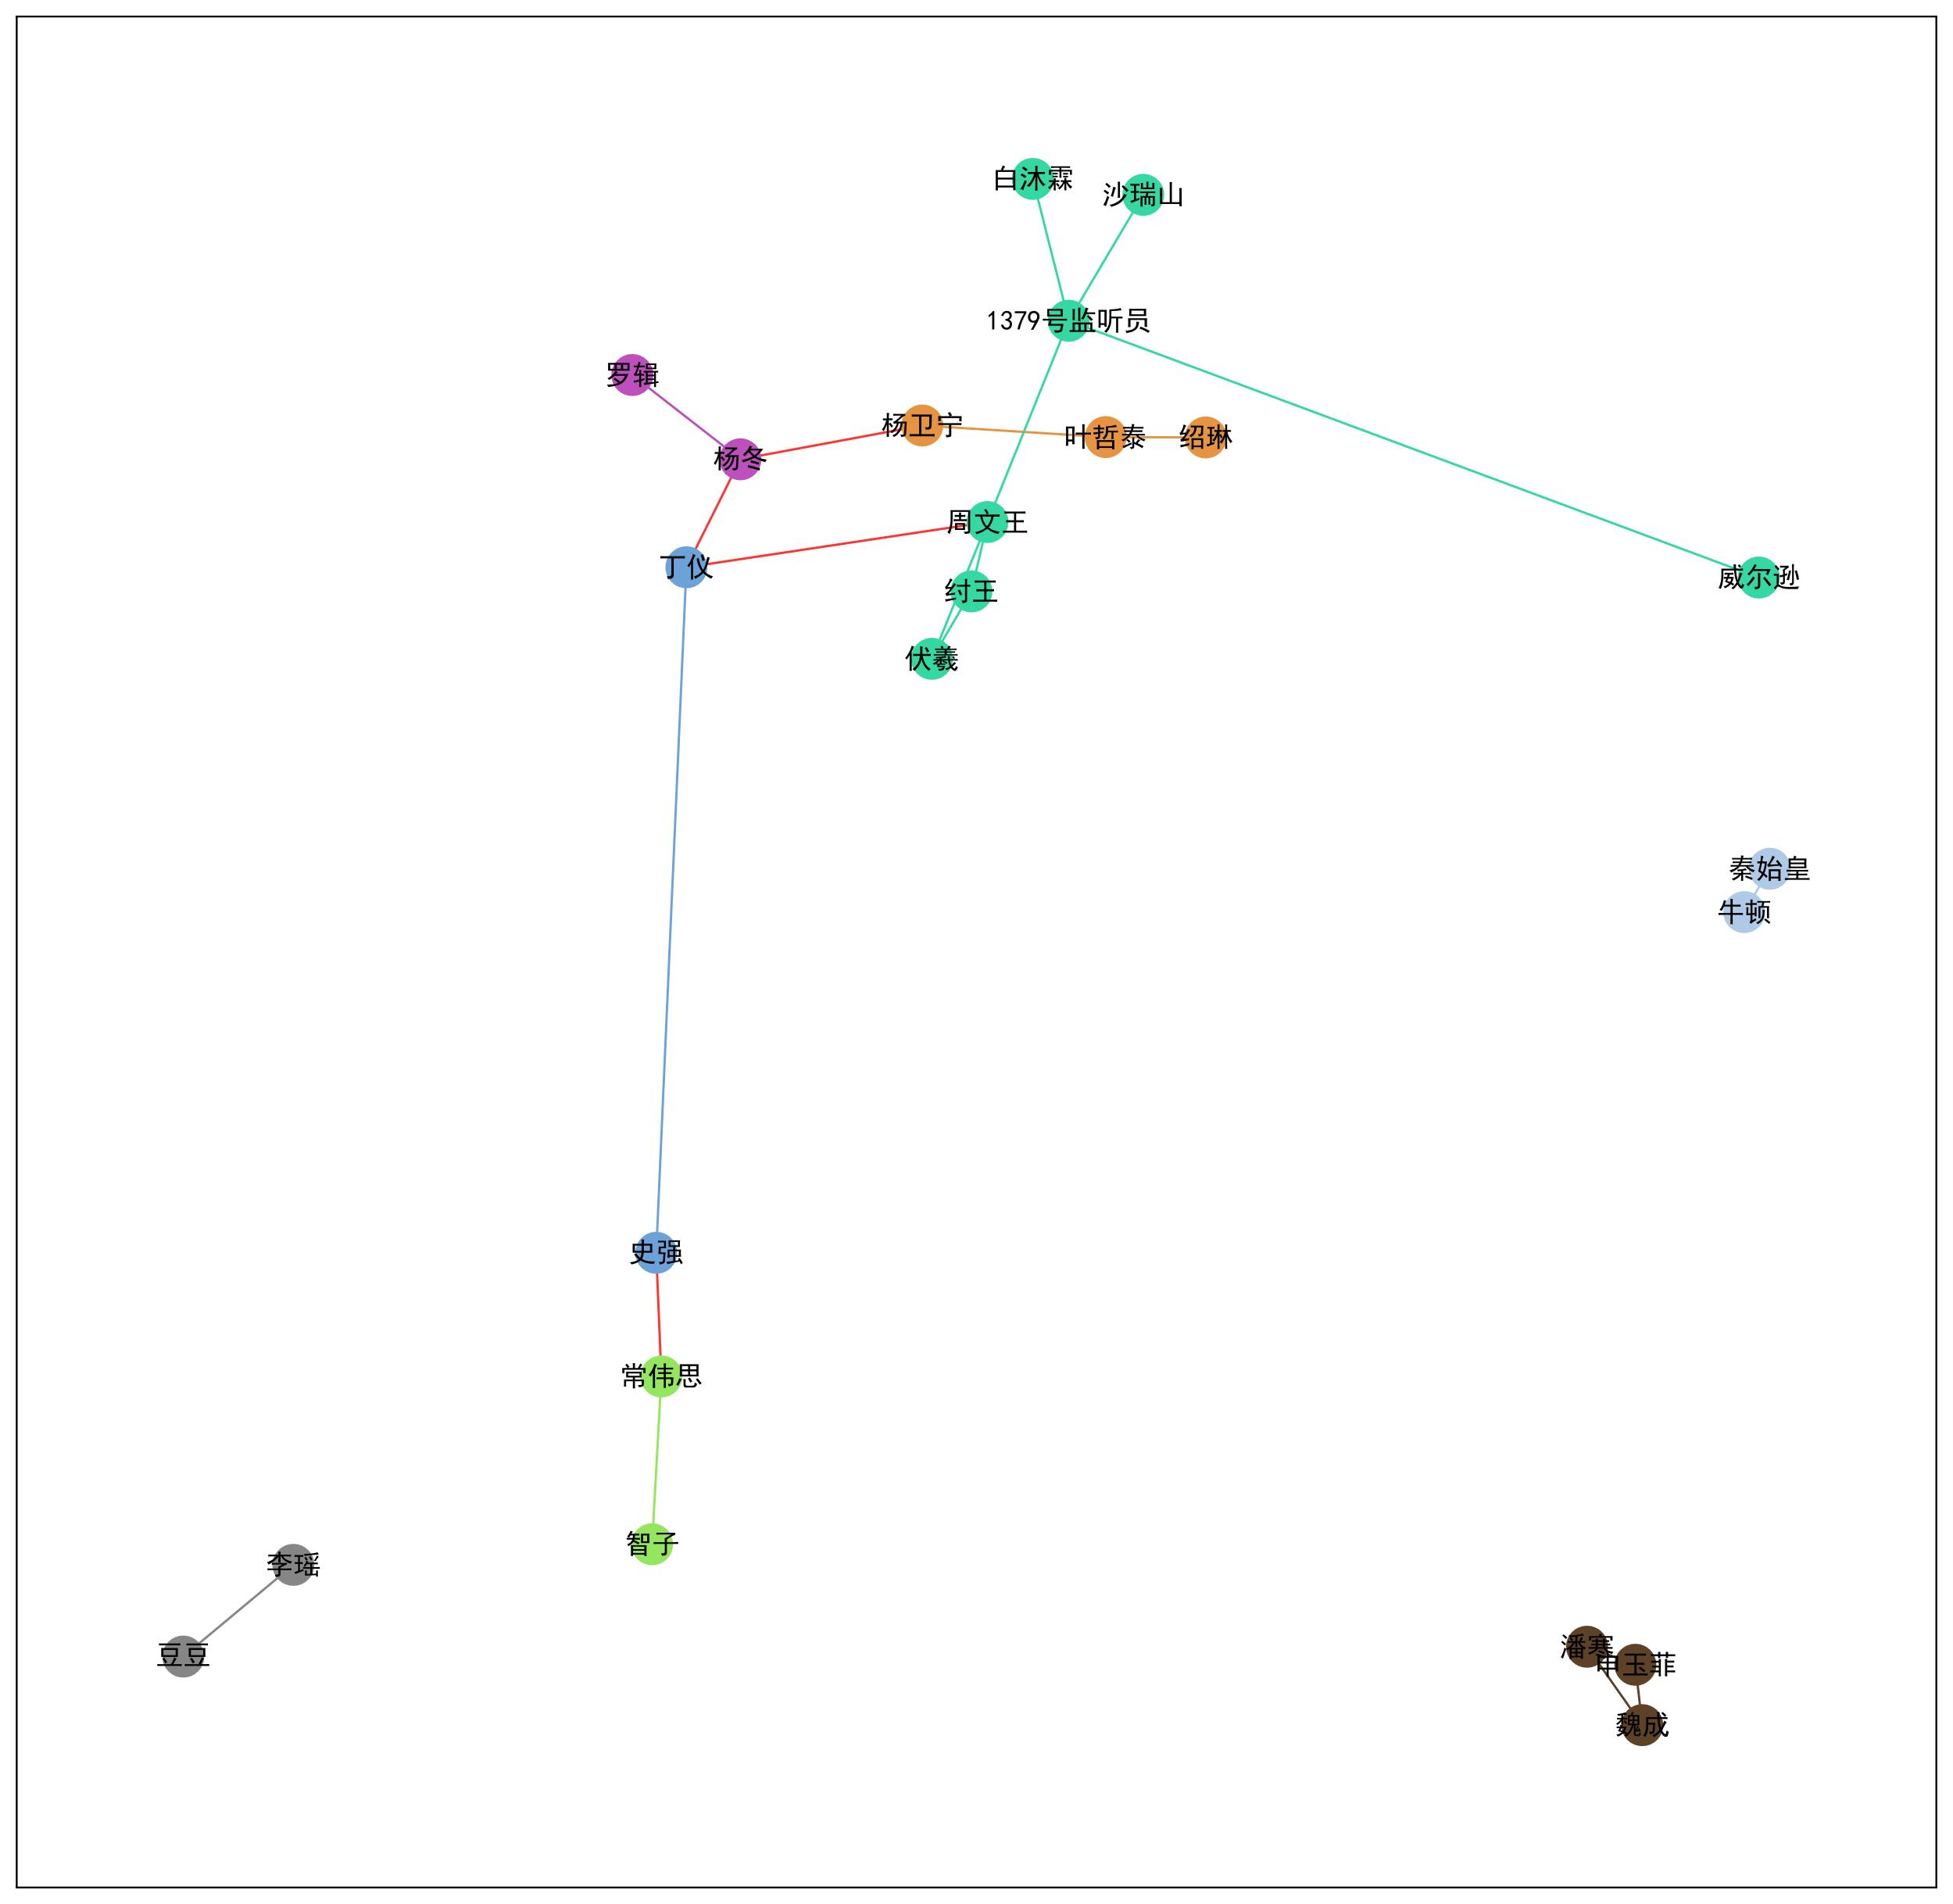 白沐霖
沙瑞山
1379号监听员
罗辑
杨卫宁
叶哲泰
绍琳
杨冬
周文王
丁仪
威尔逊
纣王
伏羲
秦始皇
牛顿
史强
常伟思
智子
李瑶
豆豆
潘寒
申玉菲
魏成